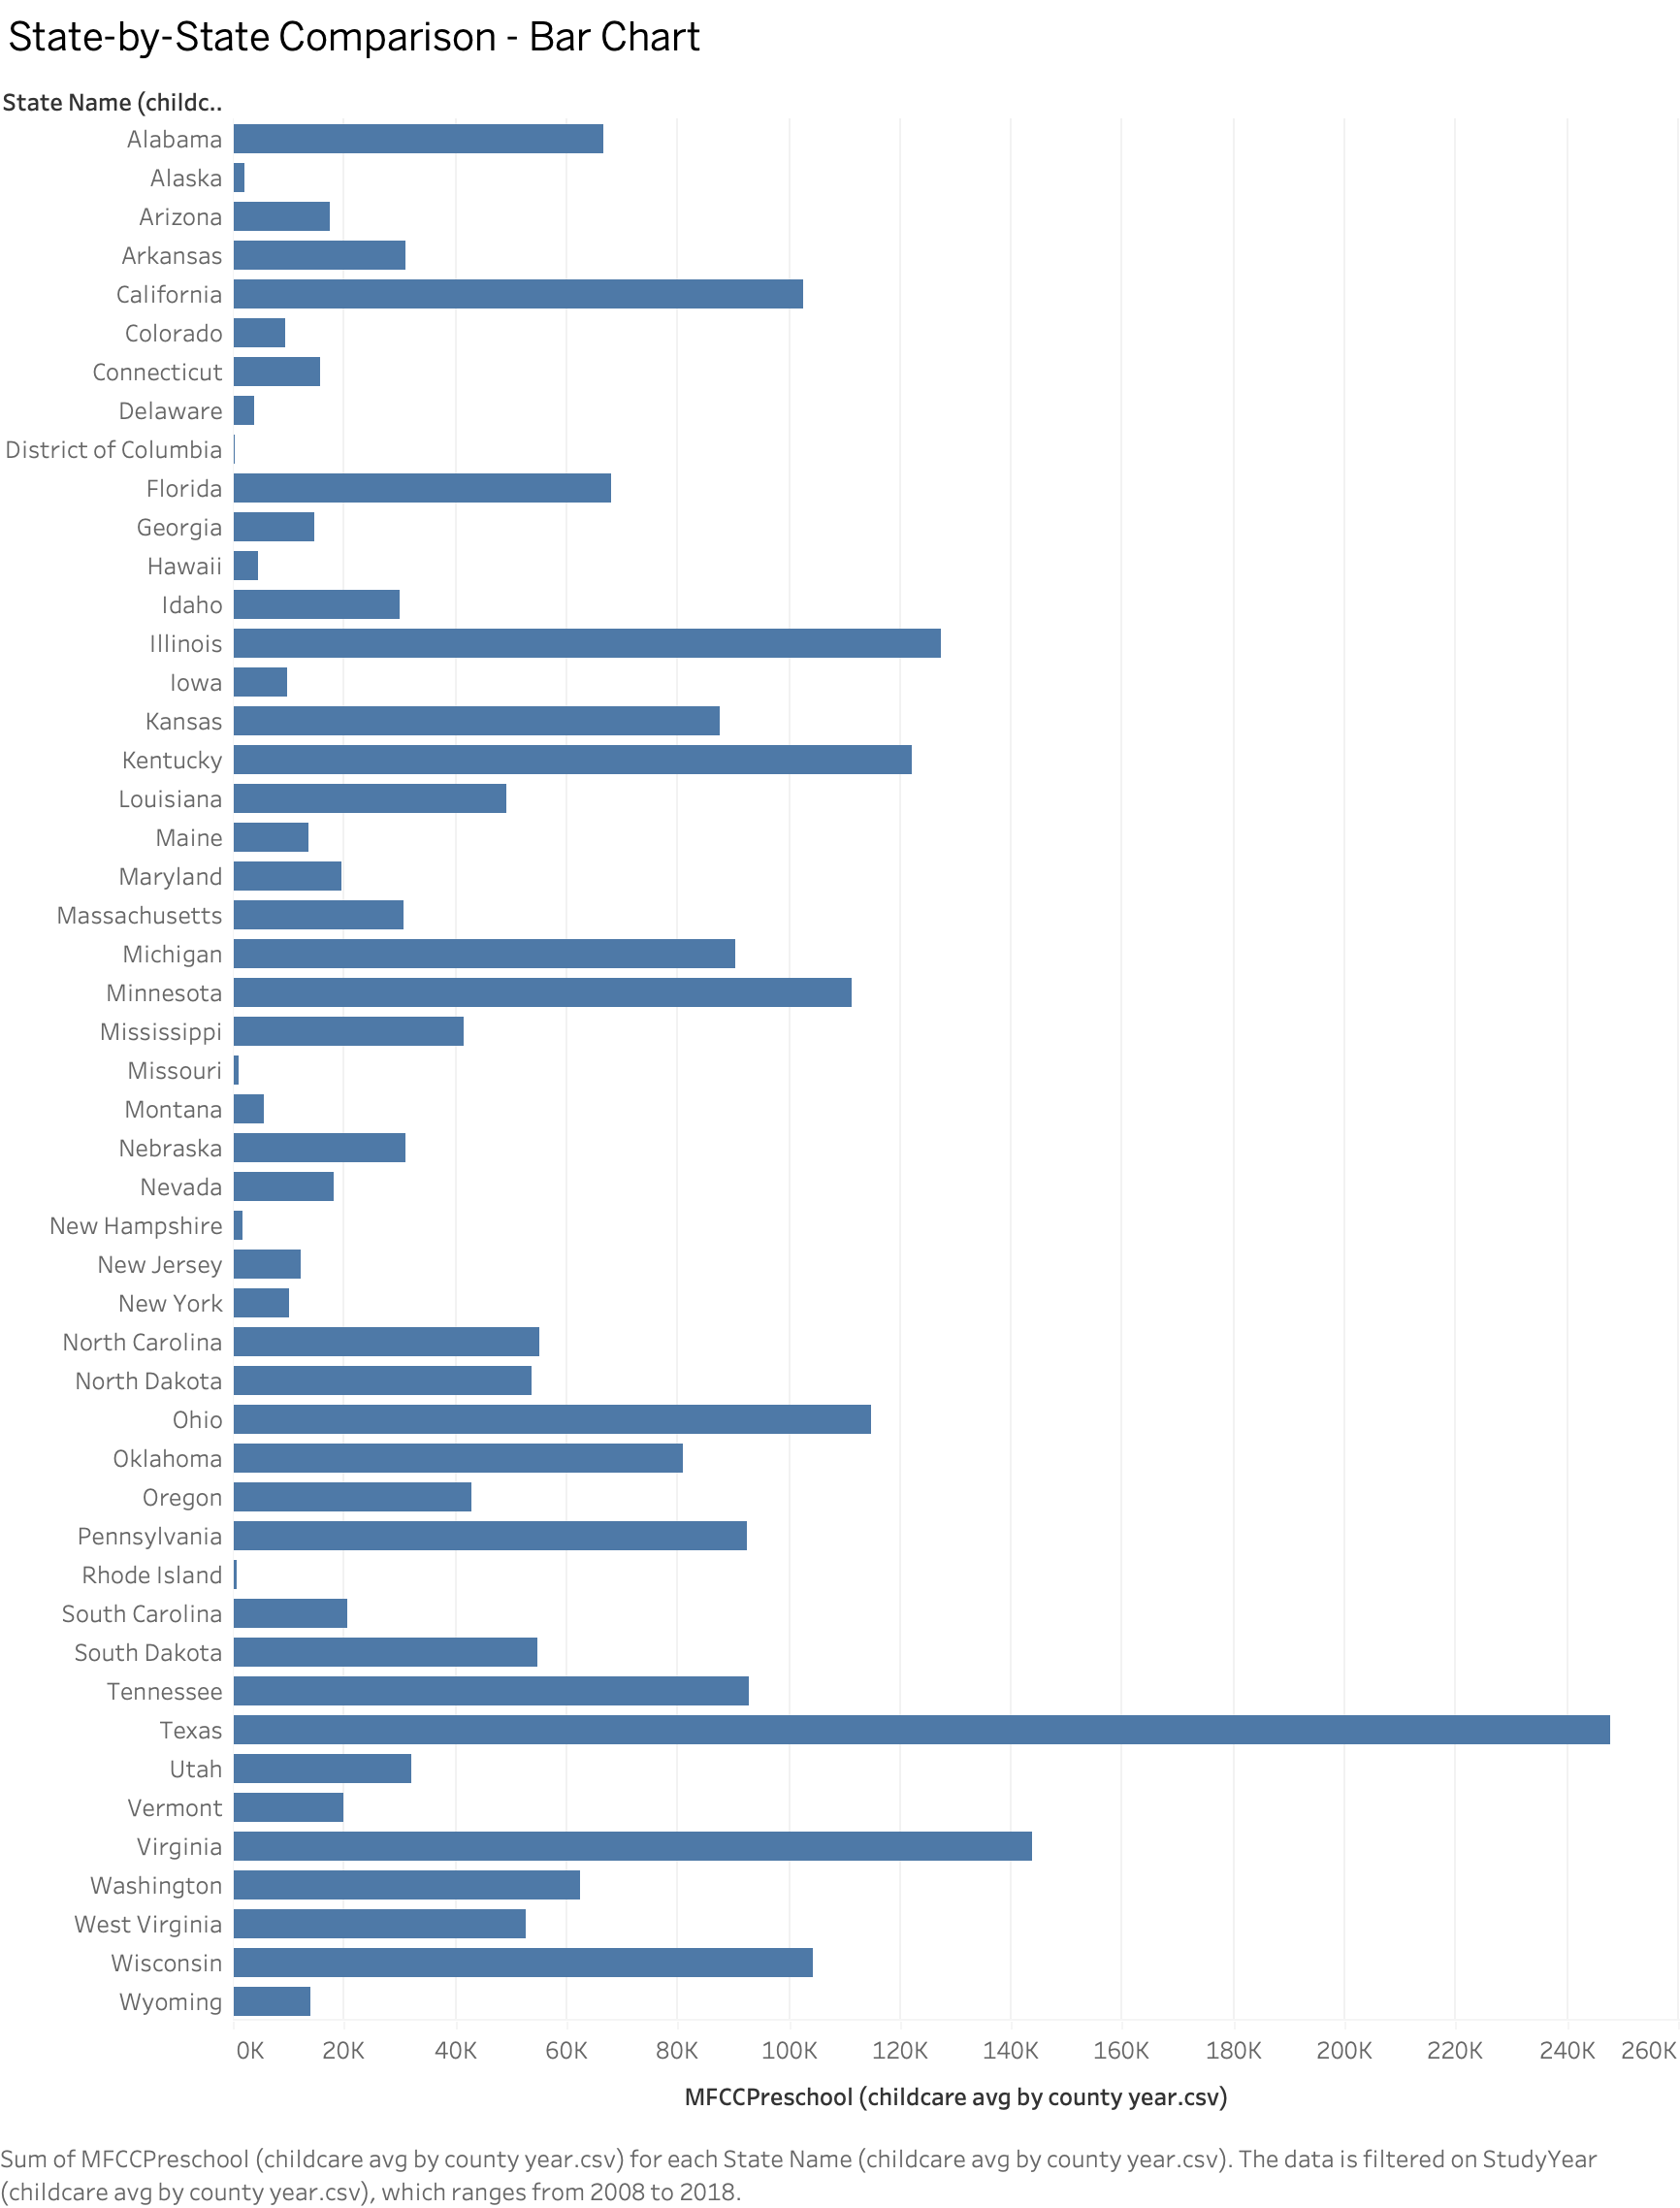 State-by-State Comparison - Bar Chart
State Name (childc..
Alabama
Alaska
Arizona
Arkansas
California
Colorado
Connecticut
Delaware
District of Columbia
Florida
Georgia
Hawaii
Idaho
Illinois
Iowa
Kansas
Kentucky
Louisiana
Maine
Maryland
Massachusetts
Michigan
Minnesota
Mississippi
Missouri
Montana
Nebraska
Nevada
New Hampshire
New Jersey
New York
North Carolina
North Dakota
Ohio
Oklahoma
Oregon
Pennsylvania
Rhode Island
South Carolina
South Dakota
Tennessee
Texas
Utah
Vermont
Virginia
Washington
West Virginia
Wisconsin
Wyoming
0K 20K 40K 60K 80K 100K 120K 140K 160K 180K 200K 220K 240K 260K
MFCCPreschool (childcare avg by county year.csv)
Sum of MFCCPreschool (childcare avg by county year.csv) for each State Name (childcare avg by county year.csv). The data is filtered on StudyYear
(childcare avg by county year.csv), which ranges from 2008 to 2018.